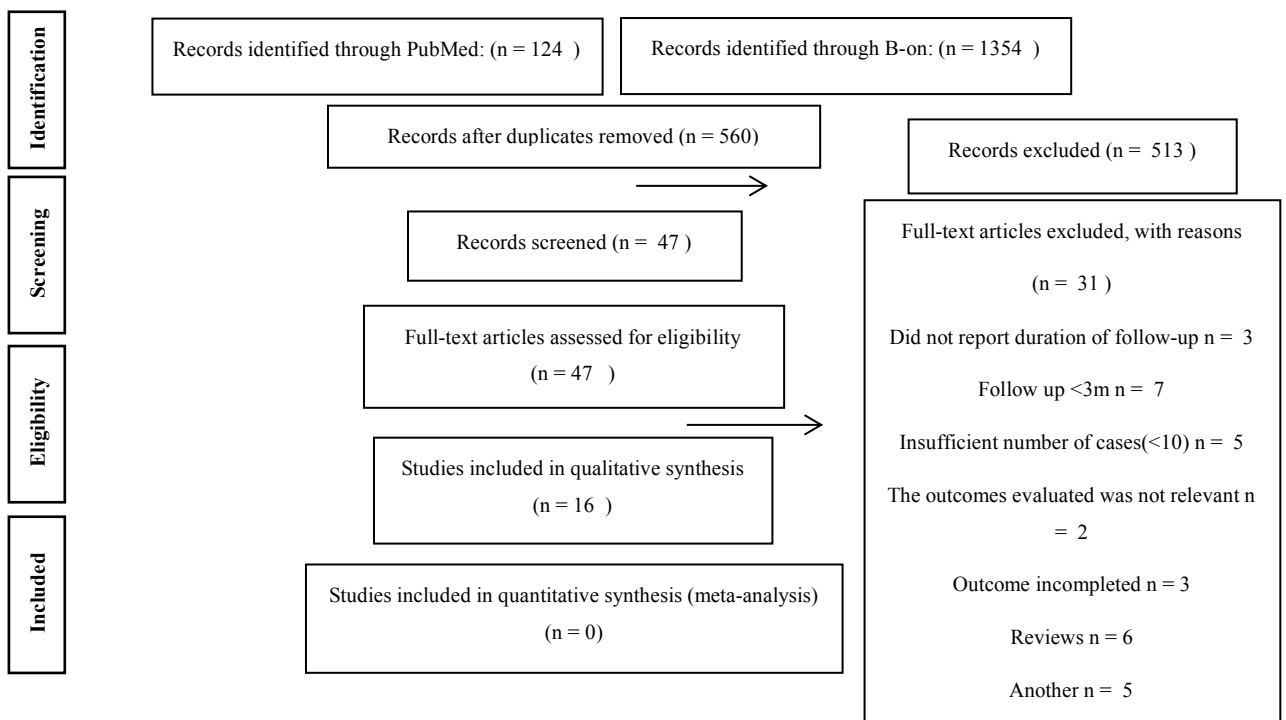 Identification
Records identified through PubMed: (n = 124 )
Records identified through B-on: (n = 1354 )
Records after duplicates removed (n = 560)
Records excluded (n = 513 )
Screening
Records screened (n = 47 )
Full-text articles assessed for eligibility
(n = 47 )
Full-text articles excluded, with reasons
(n = 31 )
Did not report duration of follow-up n = 3
Follow up <3m n = 7
Insufficient number of cases(<10) n = 5
The outcomes evaluated was not relevant n
= 2
Outcome incompleted n = 3
Reviews n = 6
Another n = 5
Eligibility
Studies included in qualitative synthesis
(n = 16 )
Included
Studies included in quantitative synthesis (meta-analysis)
(n = 0)